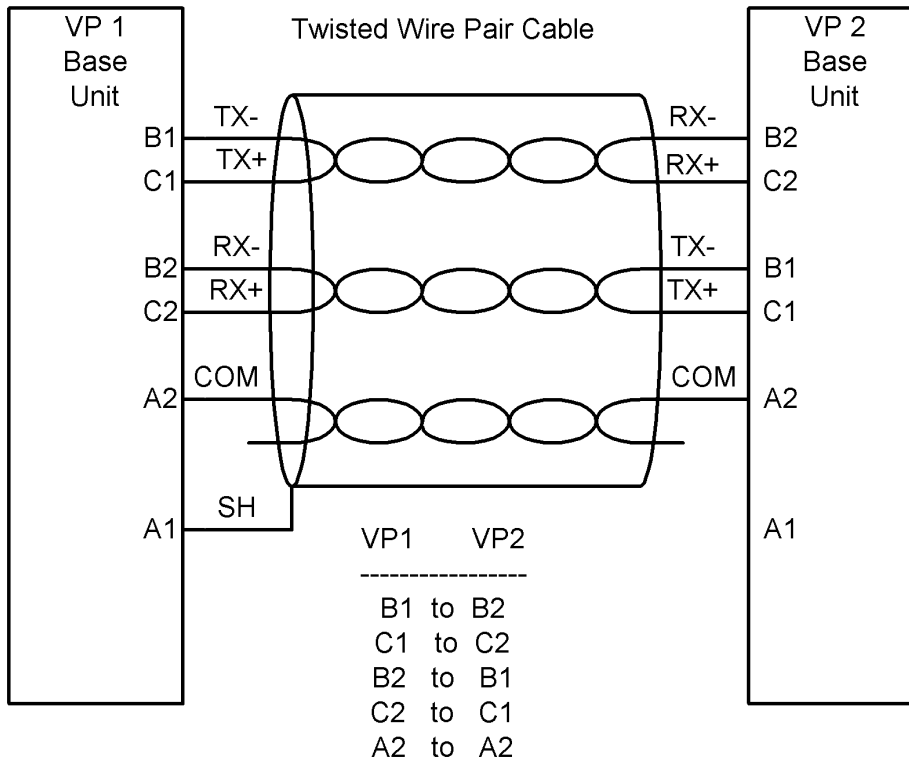 VP 1
Base
Unit
Twisted Wire Pair Cable
VP 2
Base
Unit
B1
TX-
RX-
B2
C1
TX+
RX+
C2
B2
RX-
TX-
B1
C2
RX+
TX+
C1
A2
COM
COM
A2
A1
SH
A1
VP1 VP2
-----------------
B1 to B2
C1 to C2
B2 to B1
C2 to C1
A2 to A2